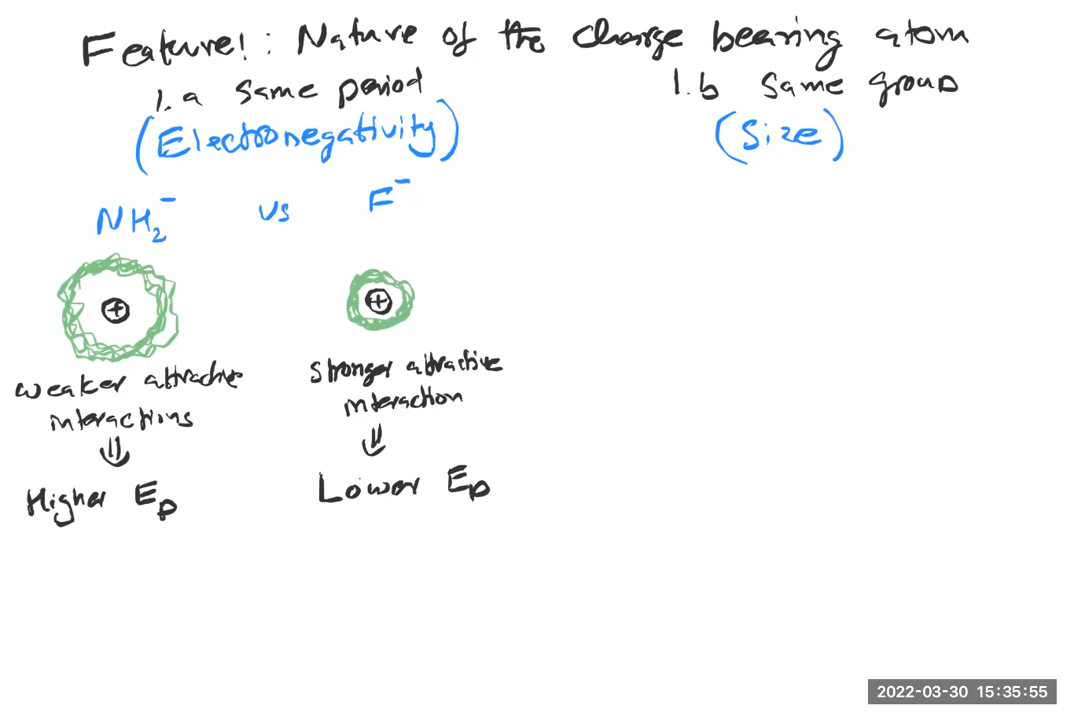 Feature1: Nature of the charge bearing atom
1.a same period
1.b Same group
(Electronegativity)
(Size)
NH₂⁻ vs F⁻
+
+
weaker attractive interactions
stronger attractive interaction
⇓
⇓
Higher Ep
Lower Ep
2022-03-30 15:35:55